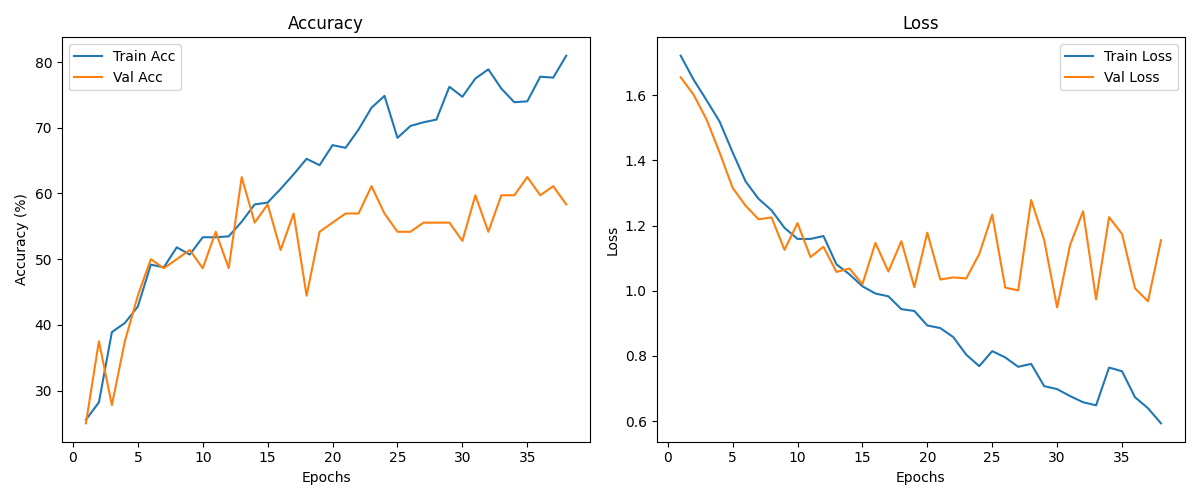 Accuracy
Train Acc
Val Acc
Accuracy (%)
80
70
60
50
40
30
0 5 10 15 20 25 30 35
Epochs
Loss
Train Loss
Val Loss
Loss
1.6
1.4
1.2
1.0
0.8
0.6
0 5 10 15 20 25 30 35
Epochs